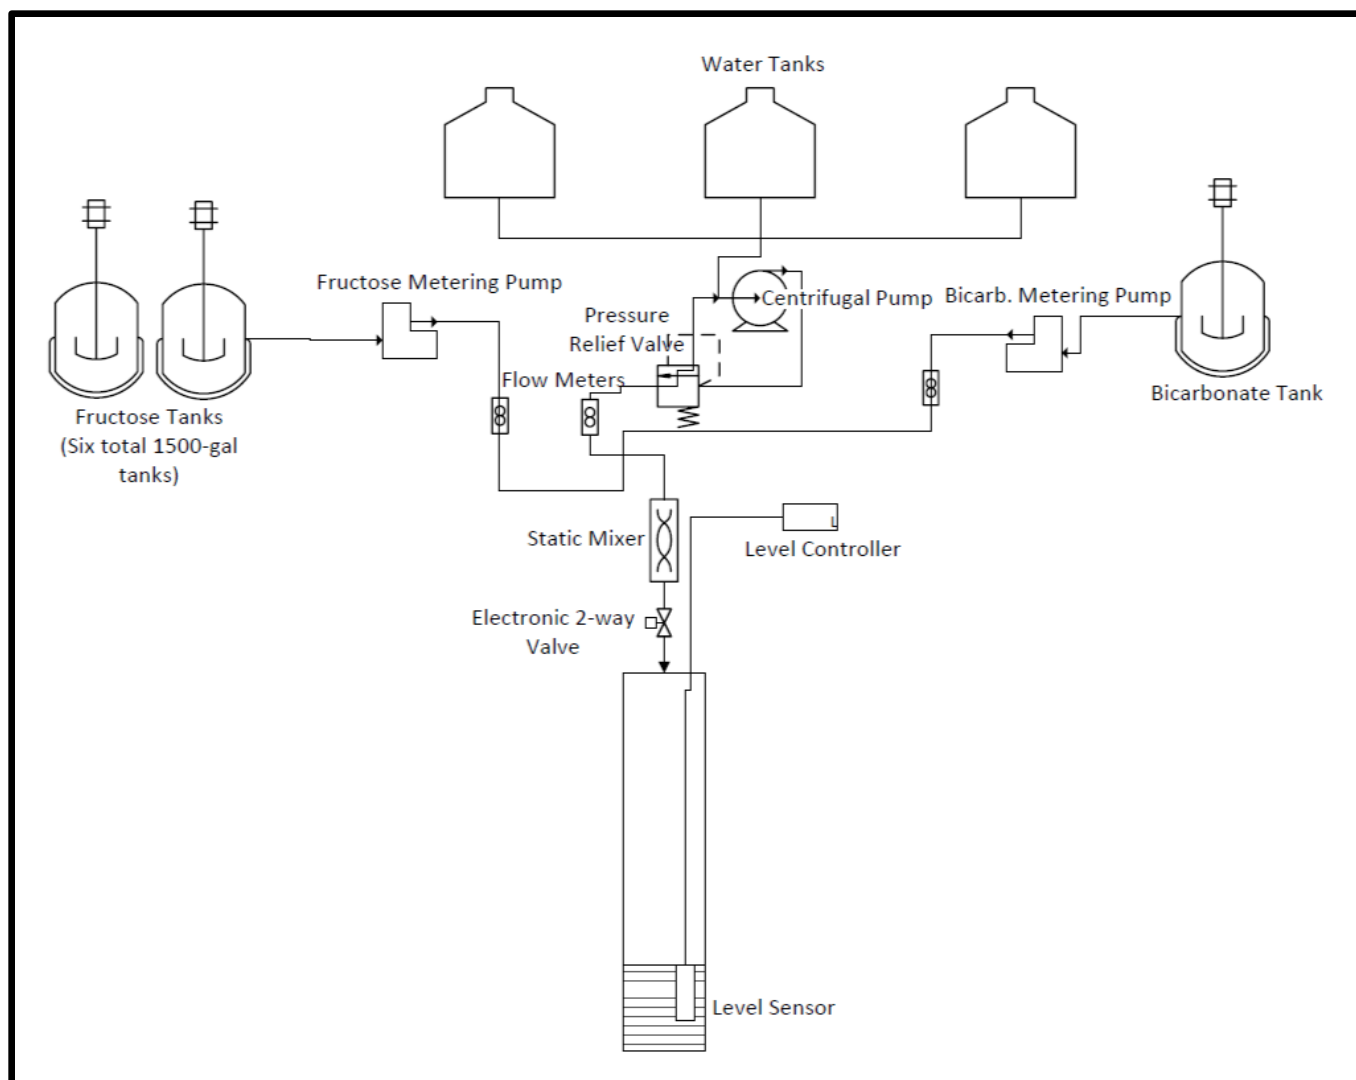 Water Tanks
Fructose Metering Pump
Centrifugal Pump
Bicarb. Metering Pump
Pressure
Relief Valve
Flow Meters
Bicarbonate Tank
Fructose Tanks
(Six total 1500-gal
tanks)
Static Mixer
L
Level Controller
Electronic 2-way
Valve
Level Sensor